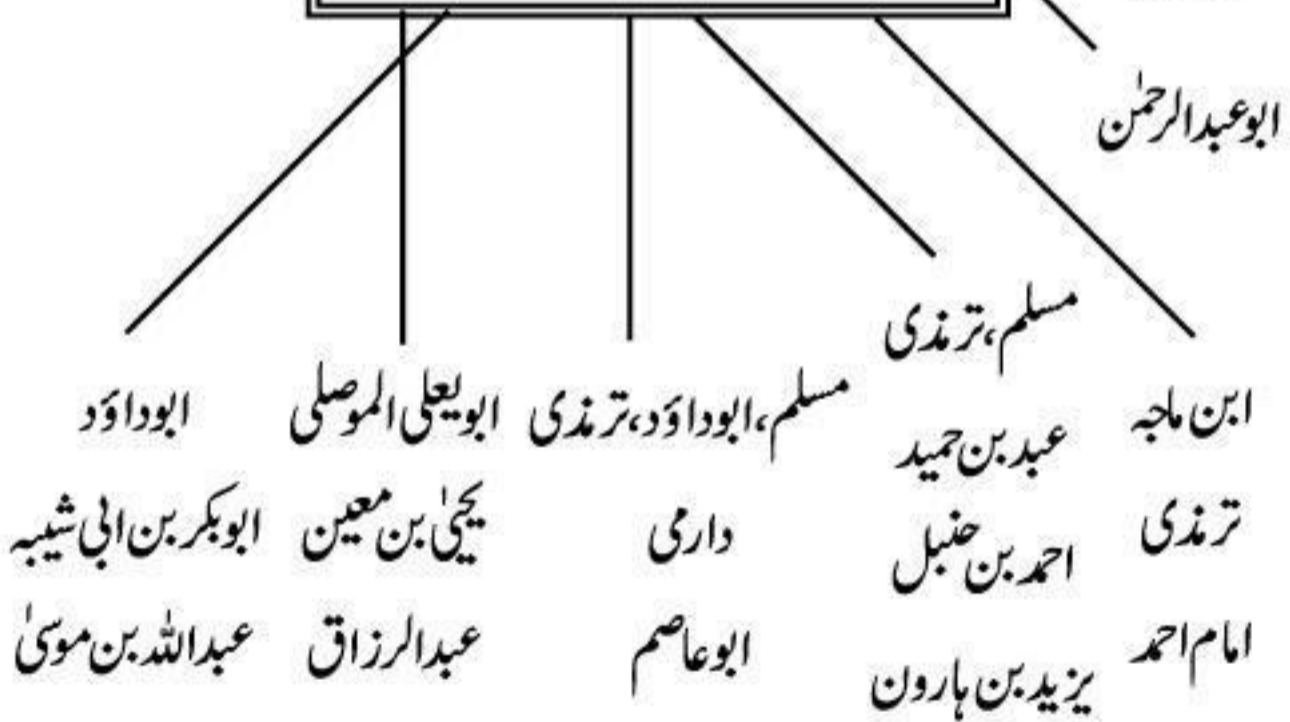 ابوعبدالرحمٰن
ابن ماجہ
ترمذی
امام احمد
مسلم،ترمذی
عبد بن حمید
احمد بن حنبل
یزید بن ہارون
مسلم،ابوداؤد،ترمذی
دارمی
ابوعاصم
ابویعلی الموصلی
یحییٰ بن معین
عبدالرزاق
ابوداؤد
ابوبکر بن ابی شیبہ
عبداللہ بن موسیٰ